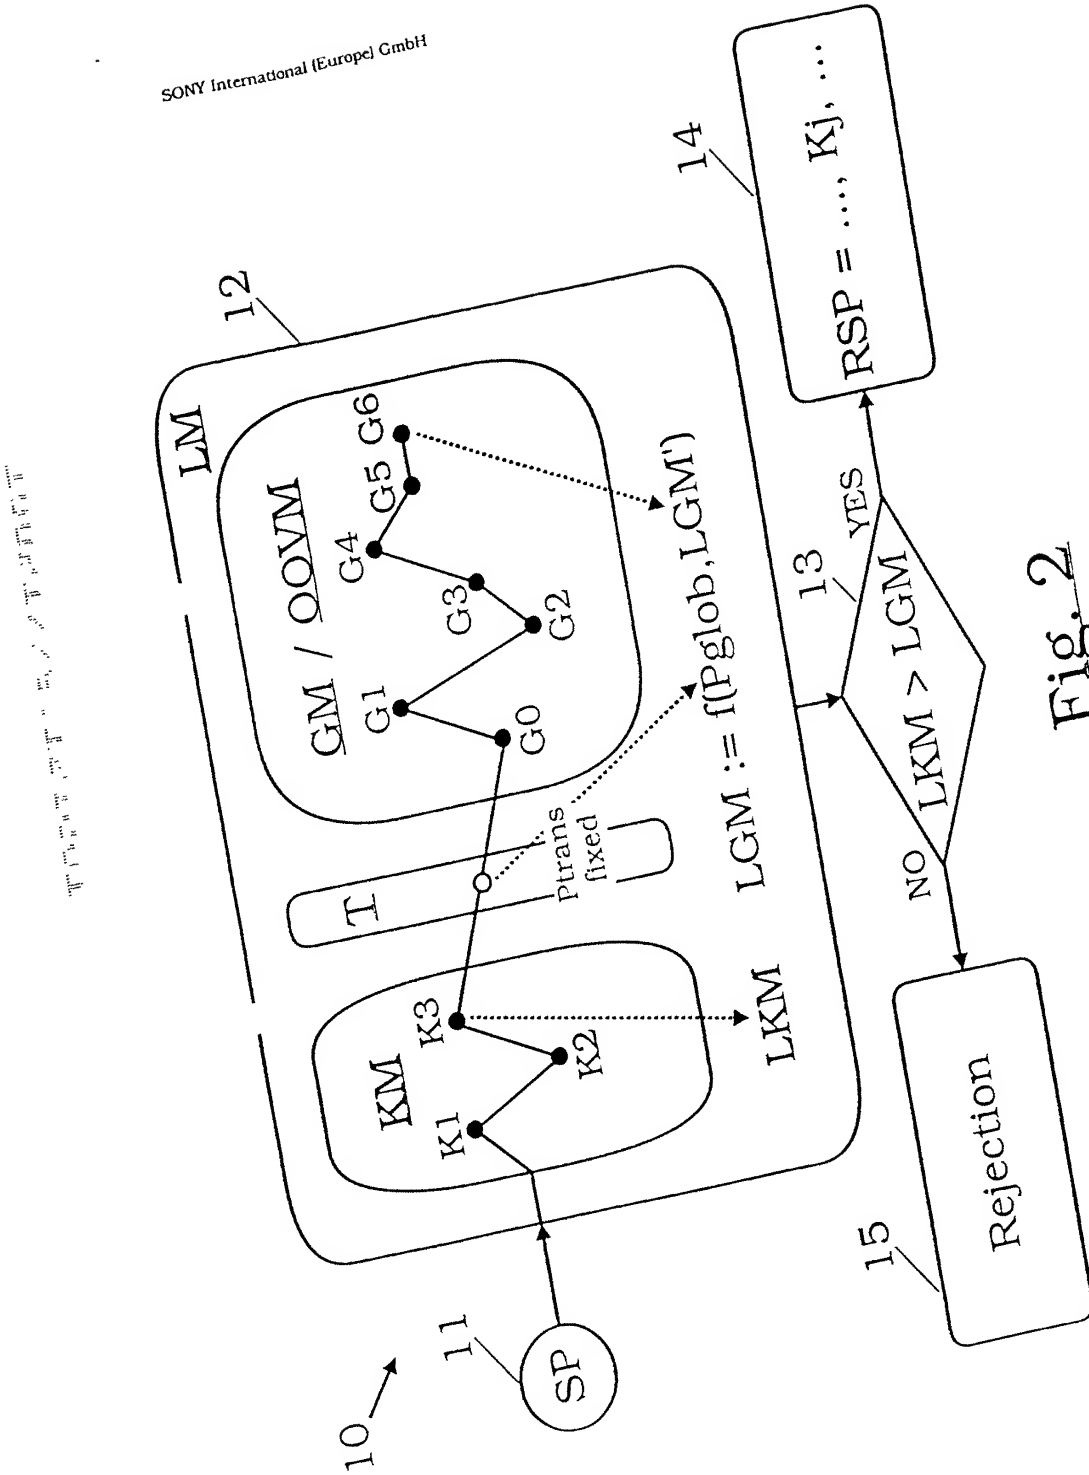 SONY International (Europe) GmbH
10
11
SP
12
LM
KM
K1
K2
K3
T
Ptrans
fixed
GM / OOVM
G0
G1
G2
G3
G4
G5
G6
LKM
LGM := f(Pglob,LGM')
13
LKM > LGM
NO
YES
14
RSP = ...., Kj, ...
15
Rejection
Fig. 2